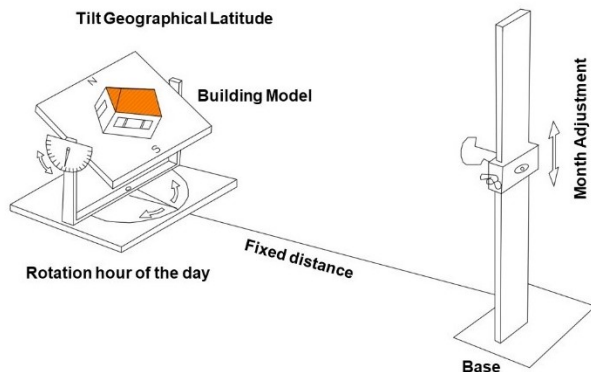 Tilt Geographical Latitude
N
Building Model
S
Month Adjustment
Fixed distance
Rotation hour of the day
Base